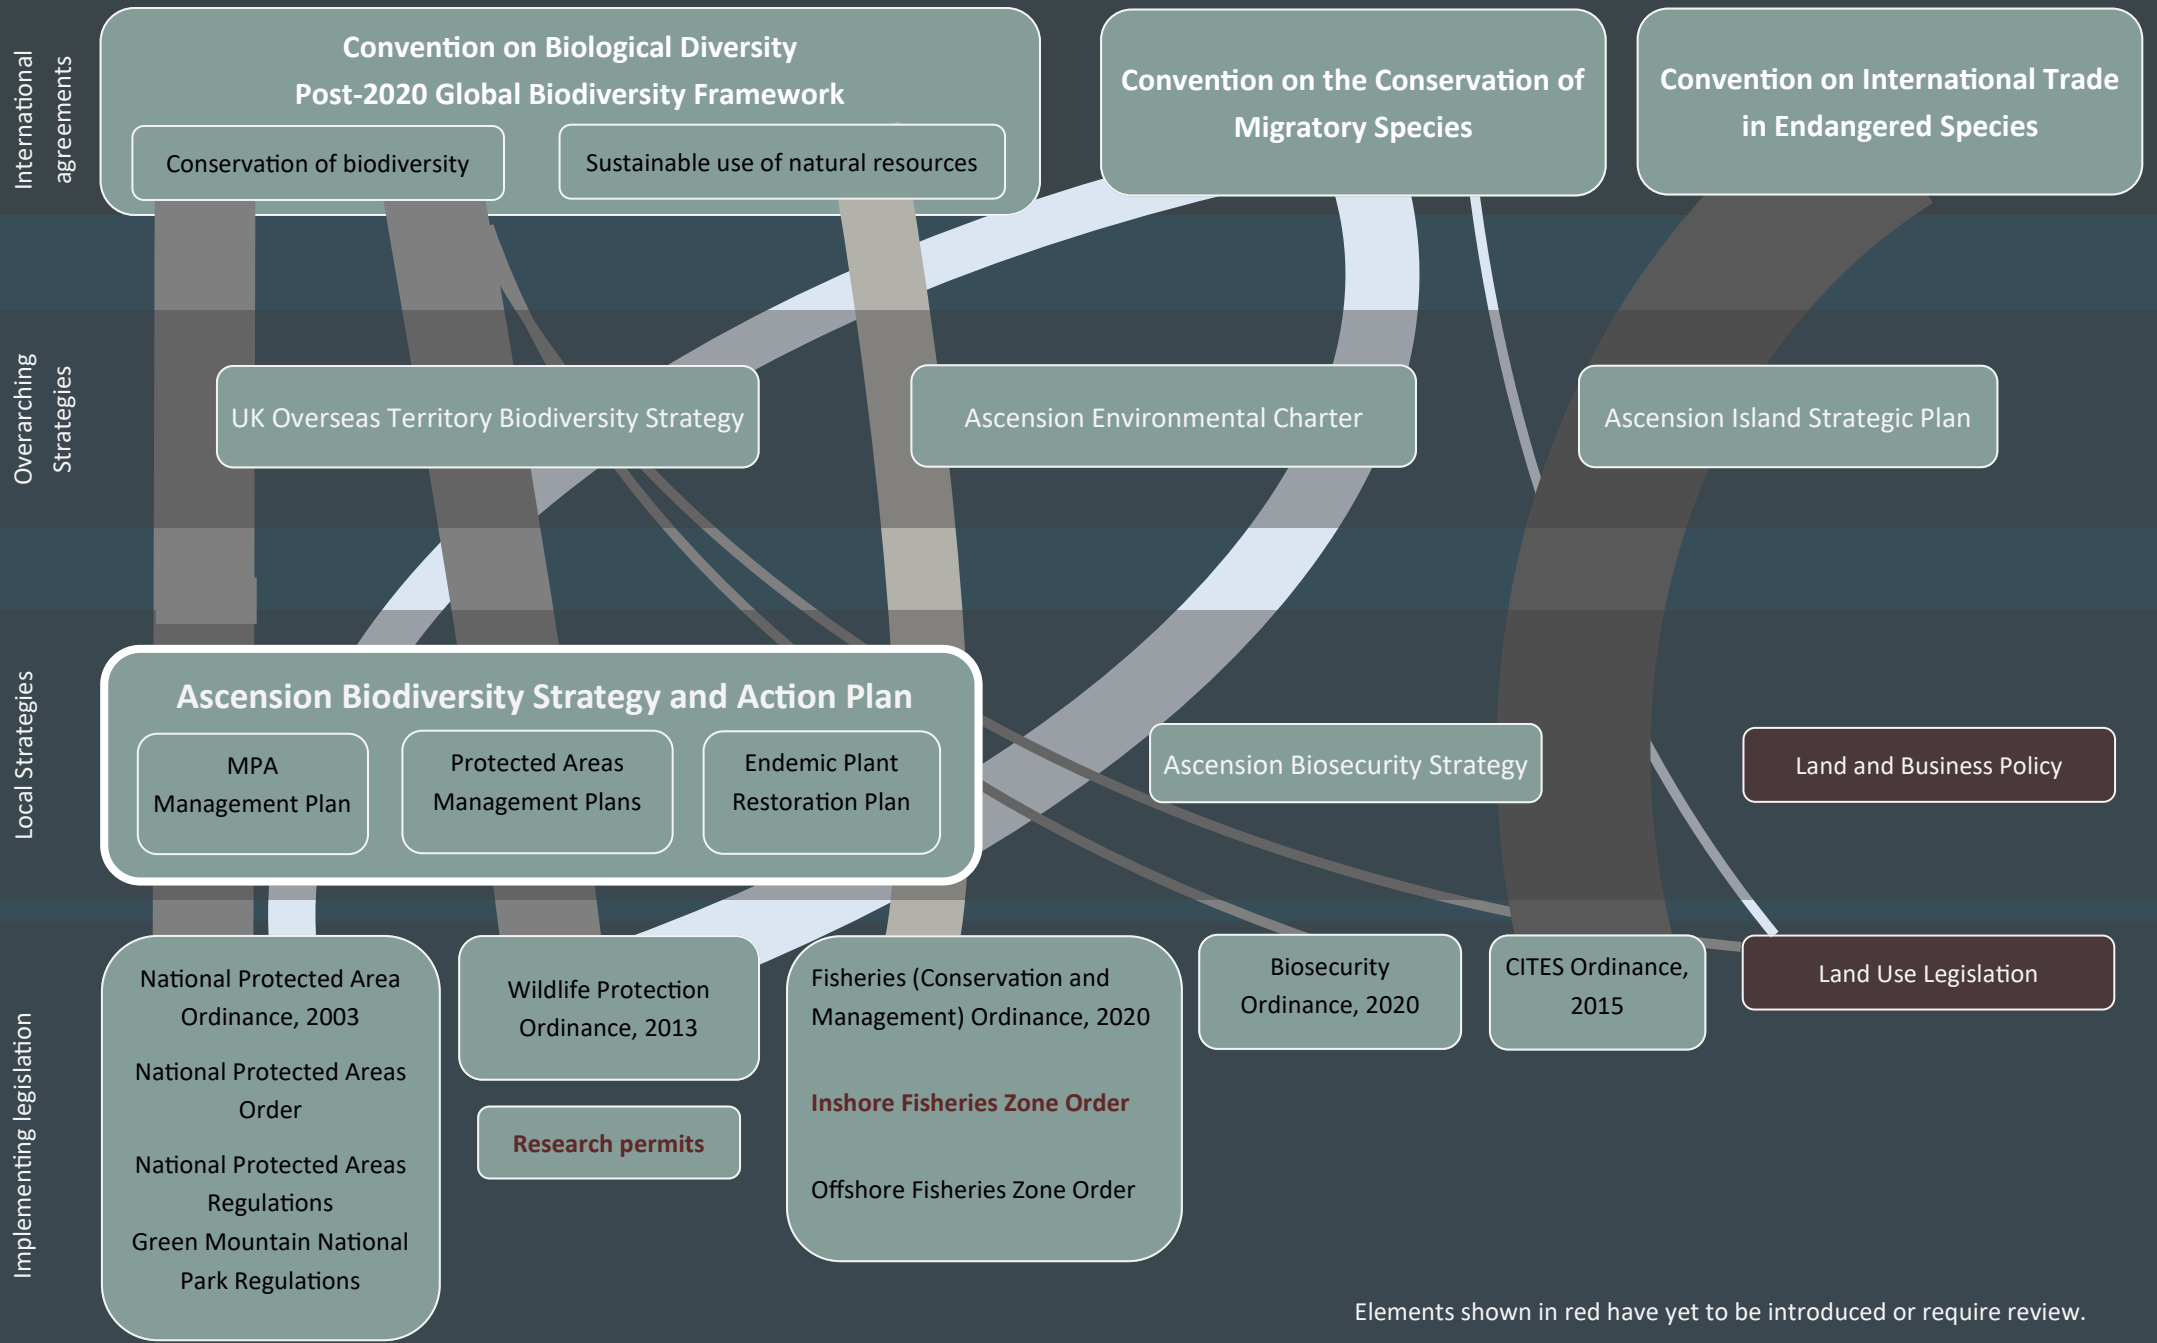 International
agreements
Convention on Biological Diversity
Post-2020 Global Biodiversity Framework
Conservation of biodiversity
Sustainable use of natural resources
Convention on the Conservation of
Migratory Species
Convention on International Trade
in Endangered Species
Overarching
Strategies
UK Overseas Territory Biodiversity Strategy
Ascension Environmental Charter
Ascension Island Strategic Plan
Local Strategies
Ascension Biodiversity Strategy and Action Plan
MPA
Management Plan
Protected Areas
Management Plans
Endemic Plant
Restoration Plan
Ascension Biosecurity Strategy
Land and Business Policy
Implementing legislation
National Protected Area
Ordinance, 2003
National Protected Areas
Order
National Protected Areas
Regulations
Green Mountain National
Park Regulations
Wildlife Protection
Ordinance, 2013
Research permits
Fisheries (Conservation and
Management) Ordinance, 2020
Inshore Fisheries Zone Order
Offshore Fisheries Zone Order
Biosecurity
Ordinance, 2020
CITES Ordinance,
2015
Land Use Legislation
Elements shown in red have yet to be introduced or require review.